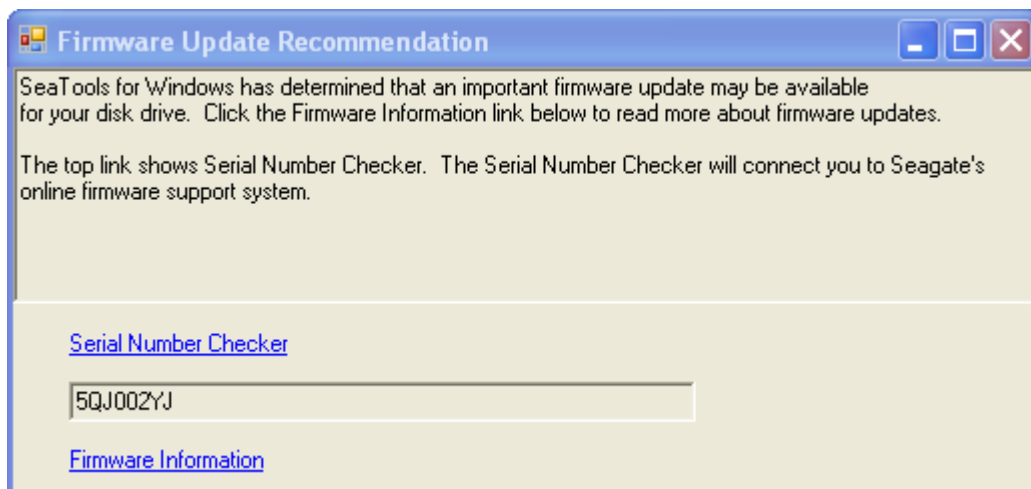 Firmware Update Recommendation
SeaTools for Windows has determined that an important firmware update may be available
for your disk drive.  Click the Firmware Information link below to read more about firmware updates.
The top link shows Serial Number Checker.  The Serial Number Checker will connect you to Seagate's
online firmware support system.
Serial Number Checker
5QJ002YJ
Firmware Information